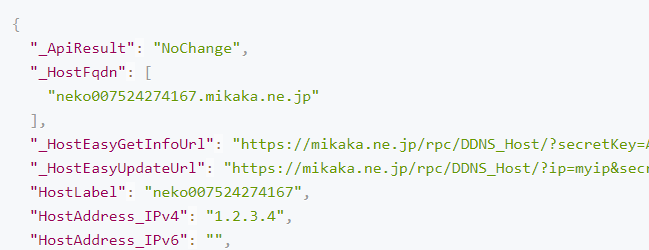 {
"_ApiResult": "NoChange",
"_HostFqdn": [
"neko007524274167.mikaka.ne.jp"
],
"_HostEasyGetInfoUrl": "https://mikaka.ne.jp/rpc/DDNS_Host/?secretKey=A
"_HostEasyUpdateUrl": "https://mikaka.ne.jp/rpc/DDNS_Host/?ip=myip&secr
"HostLabel": "neko007524274167",
"HostAddress_IPv4": "1.2.3.4",
"HostAddress_IPv6": "",